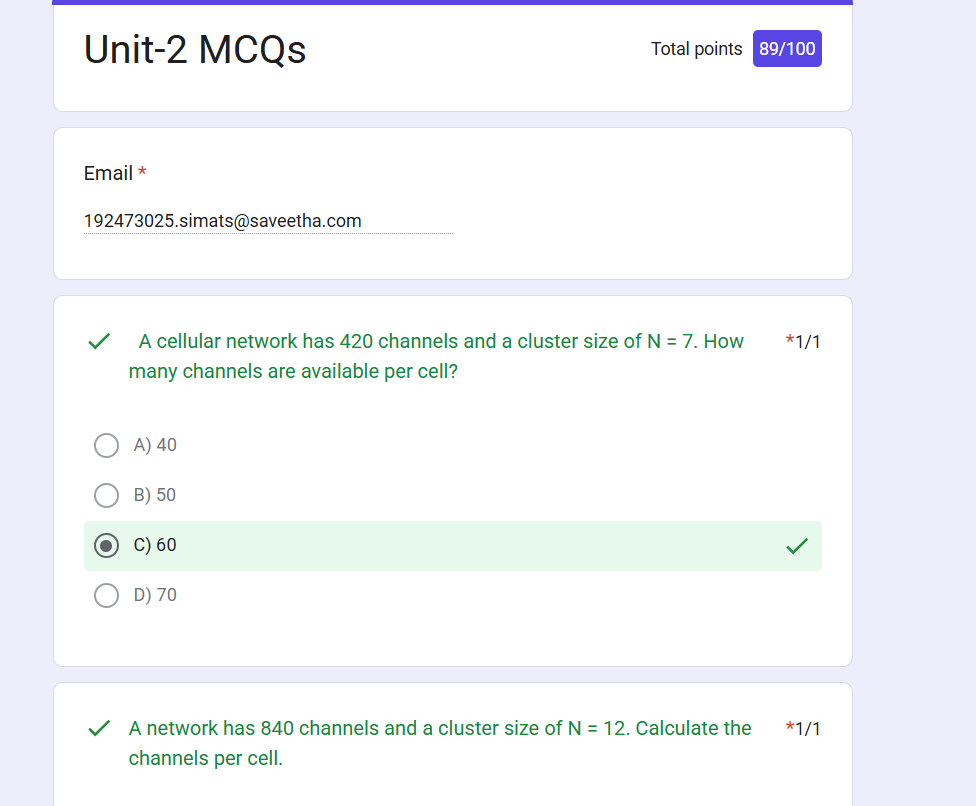 Unit-2 MCQs
Total points 89/100
Email *
192473025.simats@saveetha.com
A cellular network has 420 channels and a cluster size of N = 7. How *1/1
many channels are available per cell?
A) 40
B) 50
C) 60
D) 70
A network has 840 channels and a cluster size of N = 12. Calculate the *1/1
channels per cell.